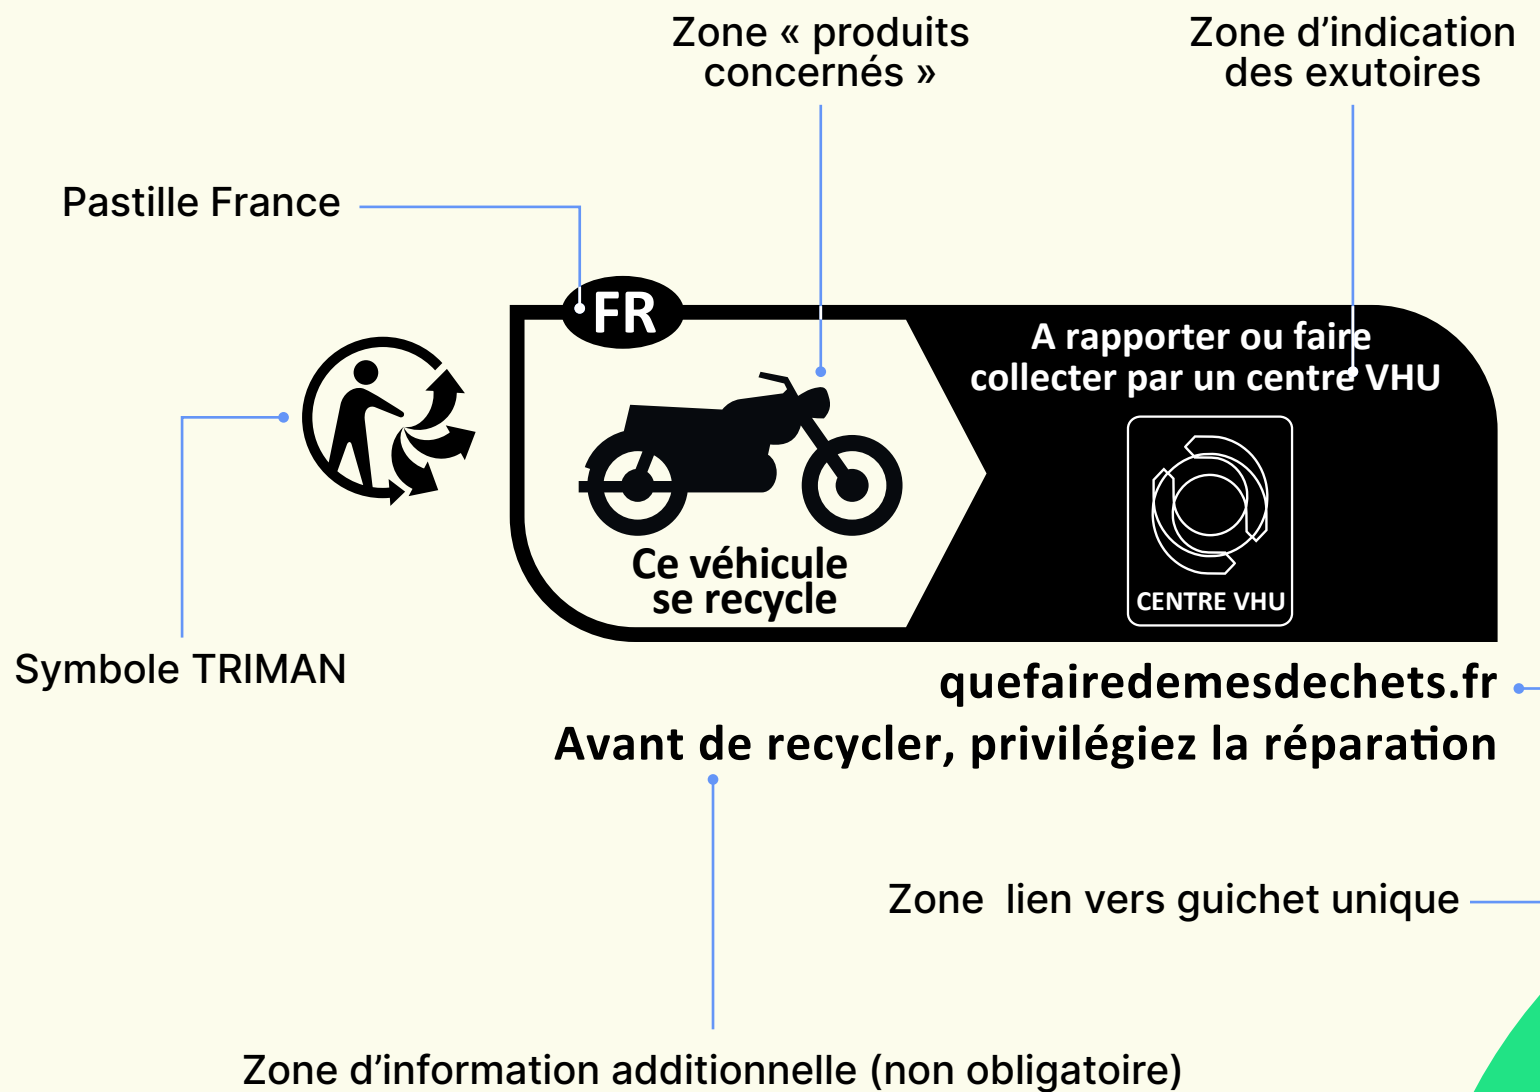 Zone « produits
concernés »
Zone d’indication
des exutoires
Pastille France
FR
A rapporter ou faire
collecter par un centre VHU
CENTRE VHU
Ce véhicule
se recycle
Symbole TRIMAN
quefairedemesdechets.fr
Avant de recycler, privilégiez la réparation
Zone lien vers guichet unique
Zone d’information additionnelle (non obligatoire)